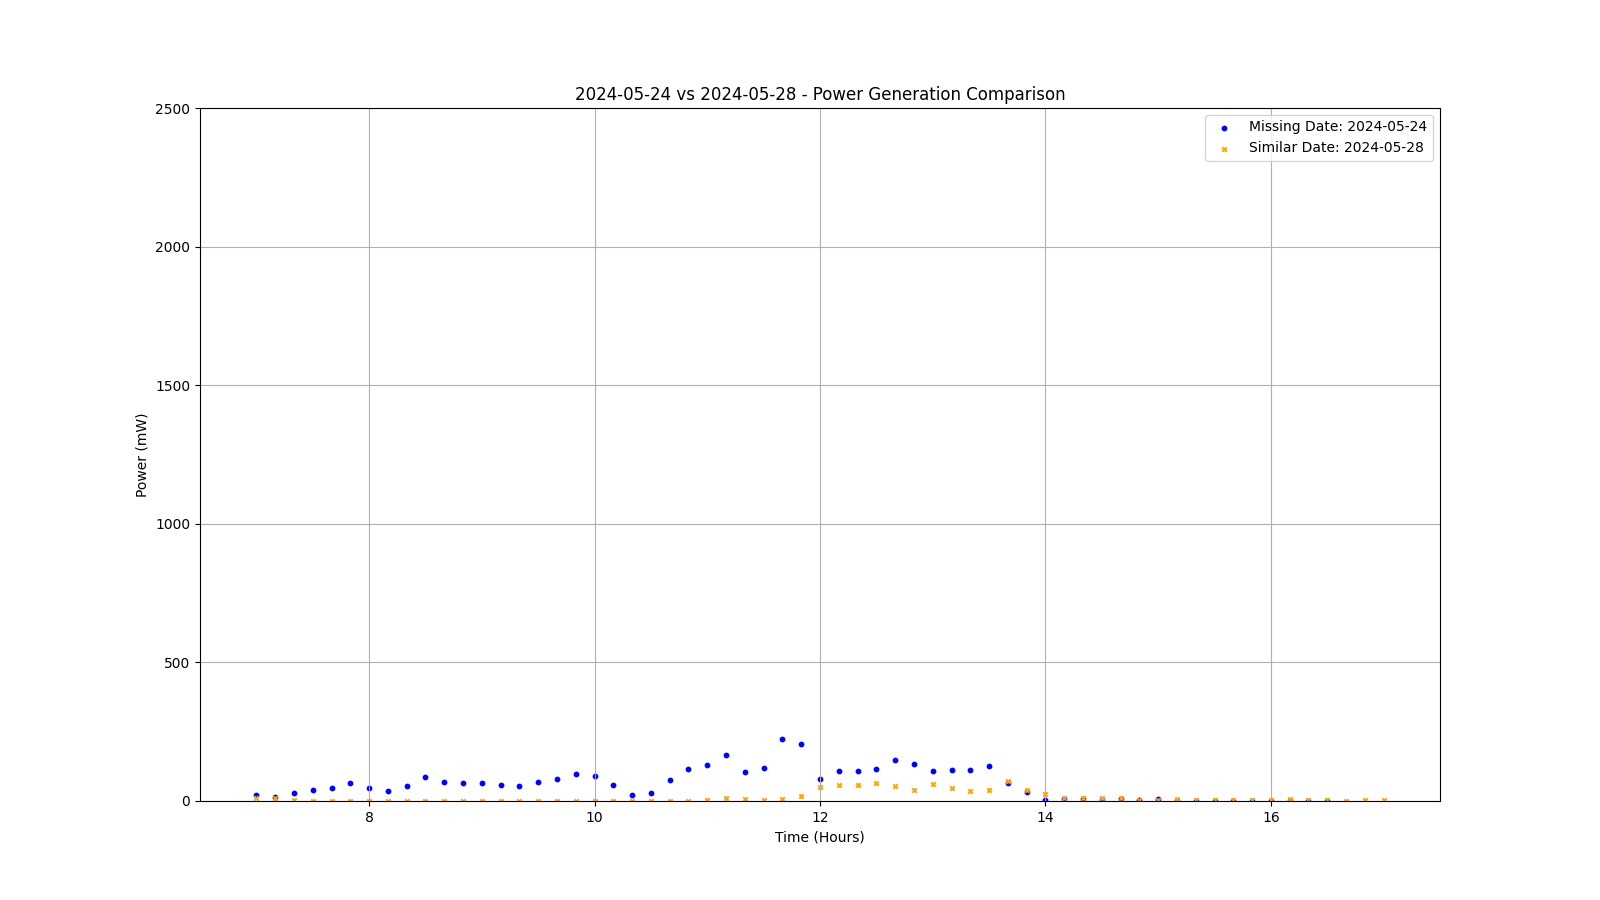 2024-05-24 vs 2024-05-28 - Power Generation Comparison
Missing Date: 2024-05-24
Similar Date: 2024-05-28
2500
2000
1500
1000
500
0
Power (mW)
8
10
12
14
16
Time (Hours)